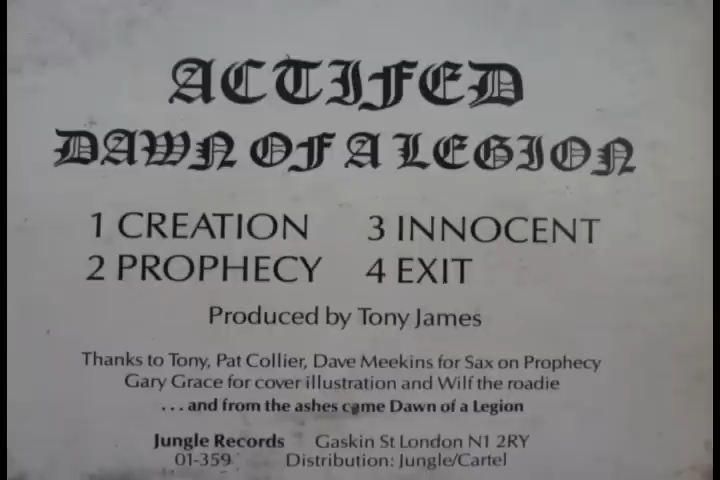 ACTIFED
DAWN OF A LEGION
1 CREATION 3 INNOCENT
2 PROPHECY 4 EXIT
Produced by Tony James
Thanks to Tony, Pat Collier, Dave Meekins for Sax on Prophecy
Gary Grace for cover illustration and Wilf the roadie
...and from the ashes came Dawn of a Legion
Jungle Records Gaskin St London N1 2RY
01-359 Distribution: Jungle/Cartel